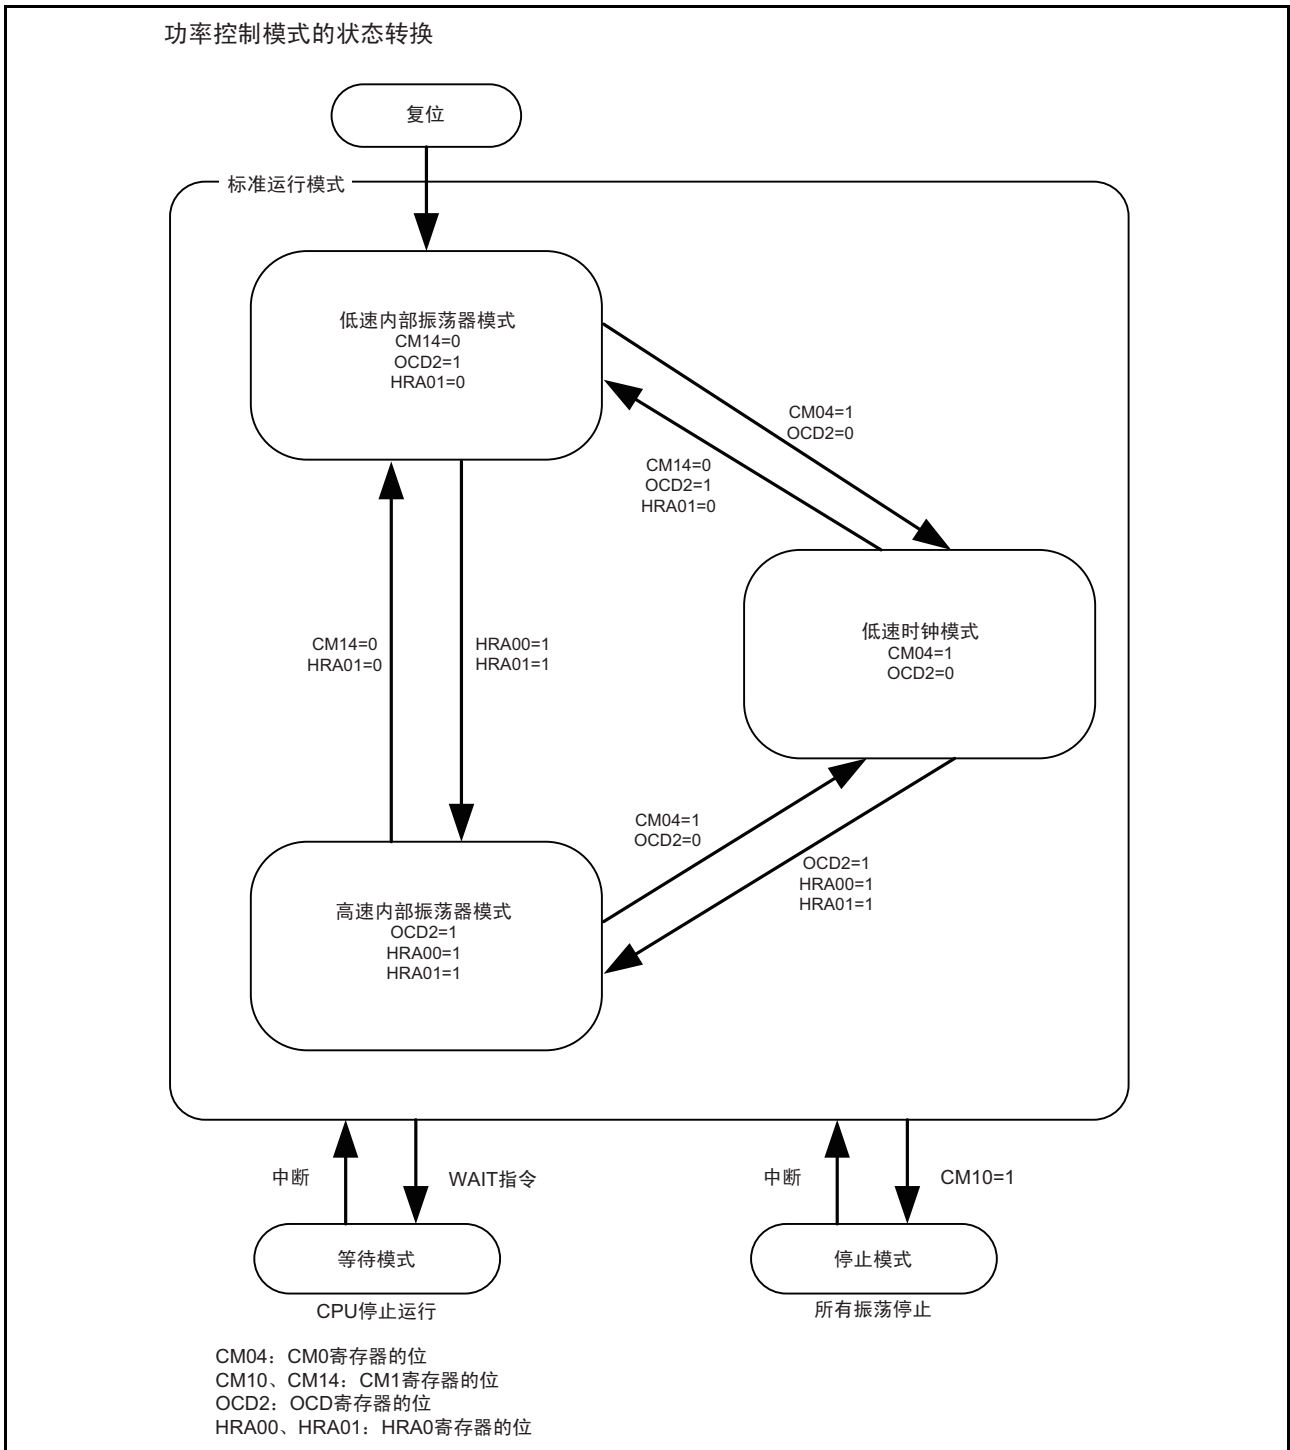 功率控制模式的状态转换
复位
标准运行模式
低速内部振荡器模式
CM14=0
OCD2=1
HRA01=0
CM04=1
OCD2=0
CM14=0
OCD2=1
HRA01=0
低速时钟模式
CM04=1
OCD2=0
CM14=0
HRA01=0
HRA00=1
HRA01=1
CM04=1
OCD2=0
OCD2=1
HRA00=1
HRA01=1
高速内部振荡器模式
OCD2=1
HRA00=1
HRA01=1
中断
WAIT指令
中断
CM10=1
等待模式
停止模式
CPU停止运行
所有振荡停止
CM04：CM0寄存器的位
CM10、CM14：CM1寄存器的位
OCD2：OCD寄存器的位
HRA00、HRA01：HRA0寄存器的位